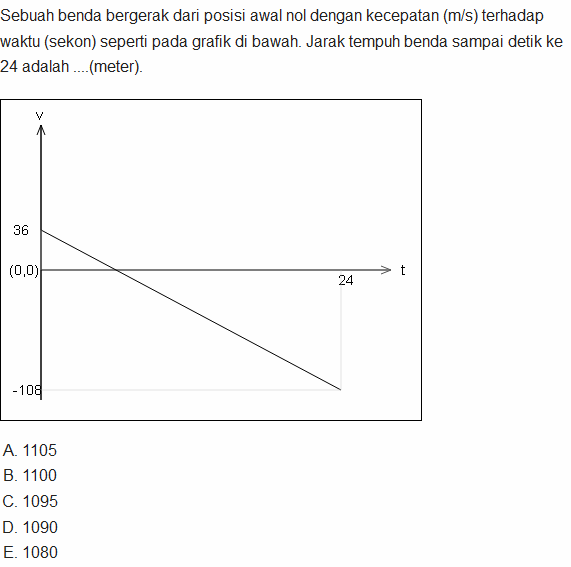 Sebuah benda bergerak dari posisi awal nol dengan kecepatan (m/s) terhadap
waktu (sekon) seperti pada grafik di bawah. Jarak tempuh benda sampai detik ke
24 adalah ....(meter).
v
36
(0,0)
t
24
-108
A. 1105
B. 1100
C. 1095
D. 1090
E. 1080